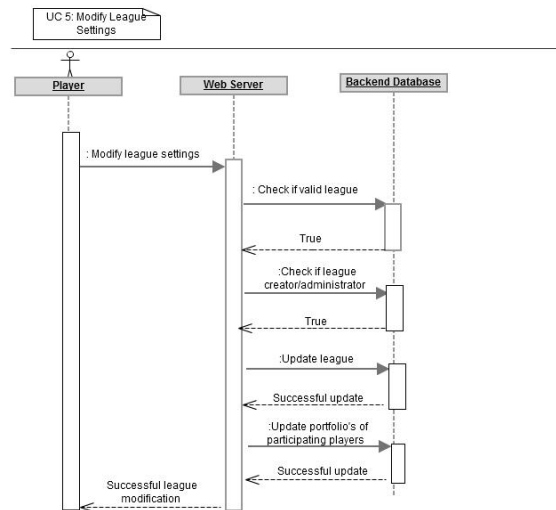 UC 5: Modify League
Settings
Player
Web Server
Backend Database
: Modify league settings
: Check if valid league
True
:Check if league
creator/administrator
True
:Update league
Successful update
:Update portfolio's of
participating players
Successful update
Successful league
modification